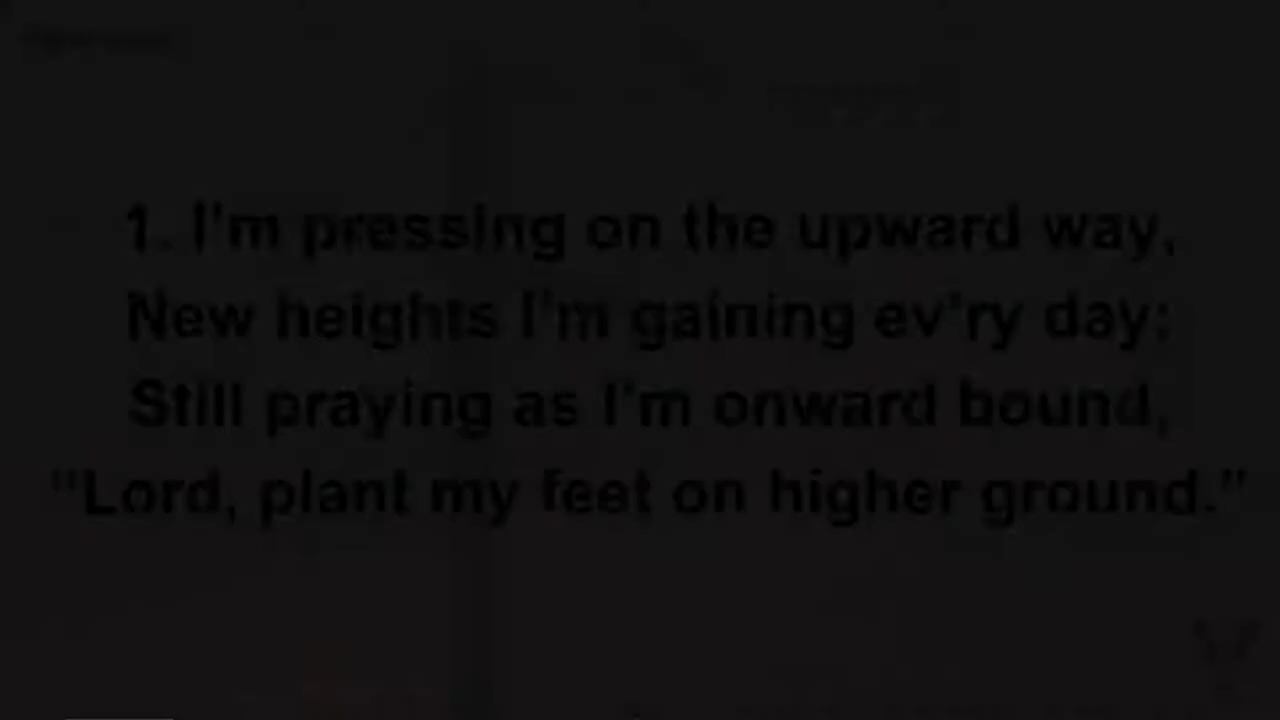 1. I'm pressing on the upward way,
New heights I'm gaining ev'ry day;
Still praying as I'm onward bound,
"Lord, plant my feet on higher ground."